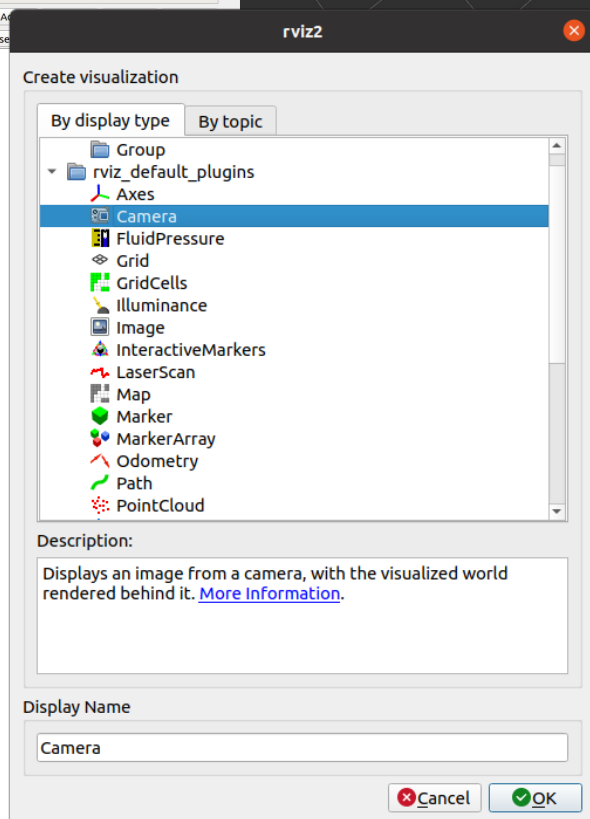 rviz2
Create visualization
By display type
By topic
Group
rviz_default_plugins
Axes
Camera
FluidPressure
Grid
GridCells
Illuminance
Image
InteractiveMarkers
LaserScan
Map
Marker
MarkerArray
Odometry
Path
PointCloud
Description:
Displays an image from a camera, with the visualized world
rendered behind it. More Information.
Display Name
Camera
Cancel
OK